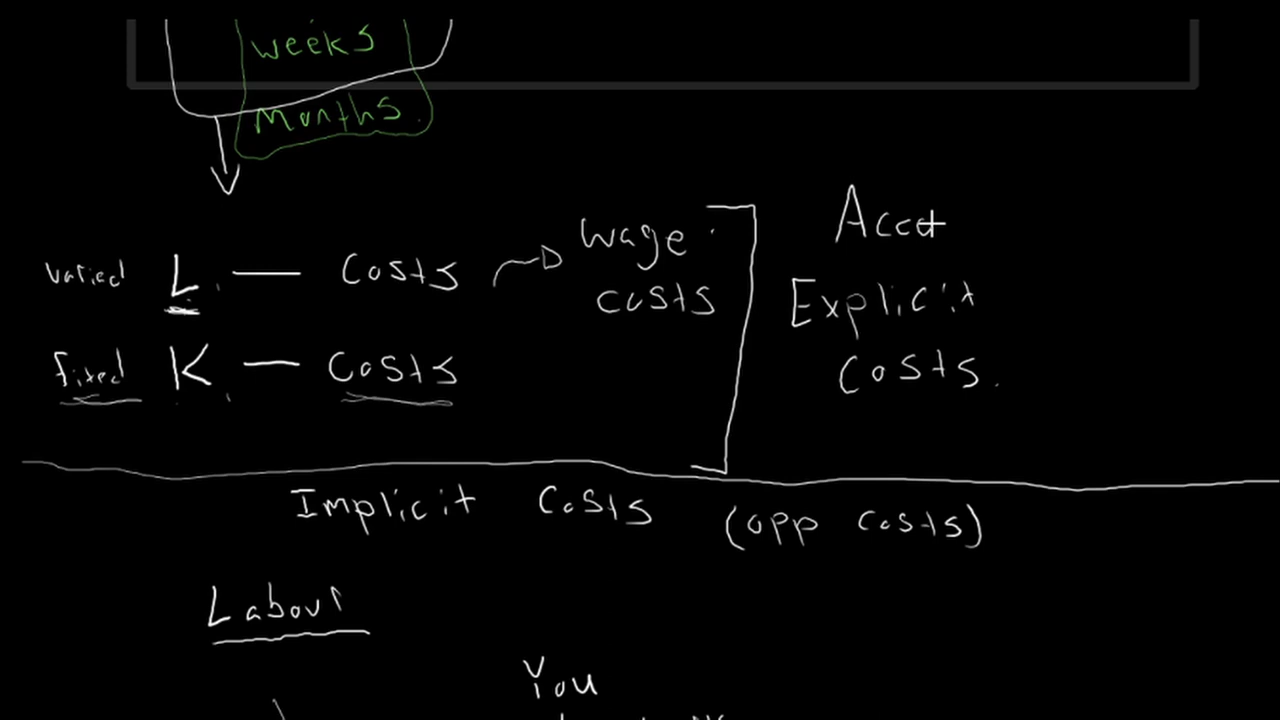 weeks
Months.
varied L. — Costs
wage
costs
fixed K — Costs
Acct
Explicit
Costs.
Implicit Costs (opp costs)
Labour
You